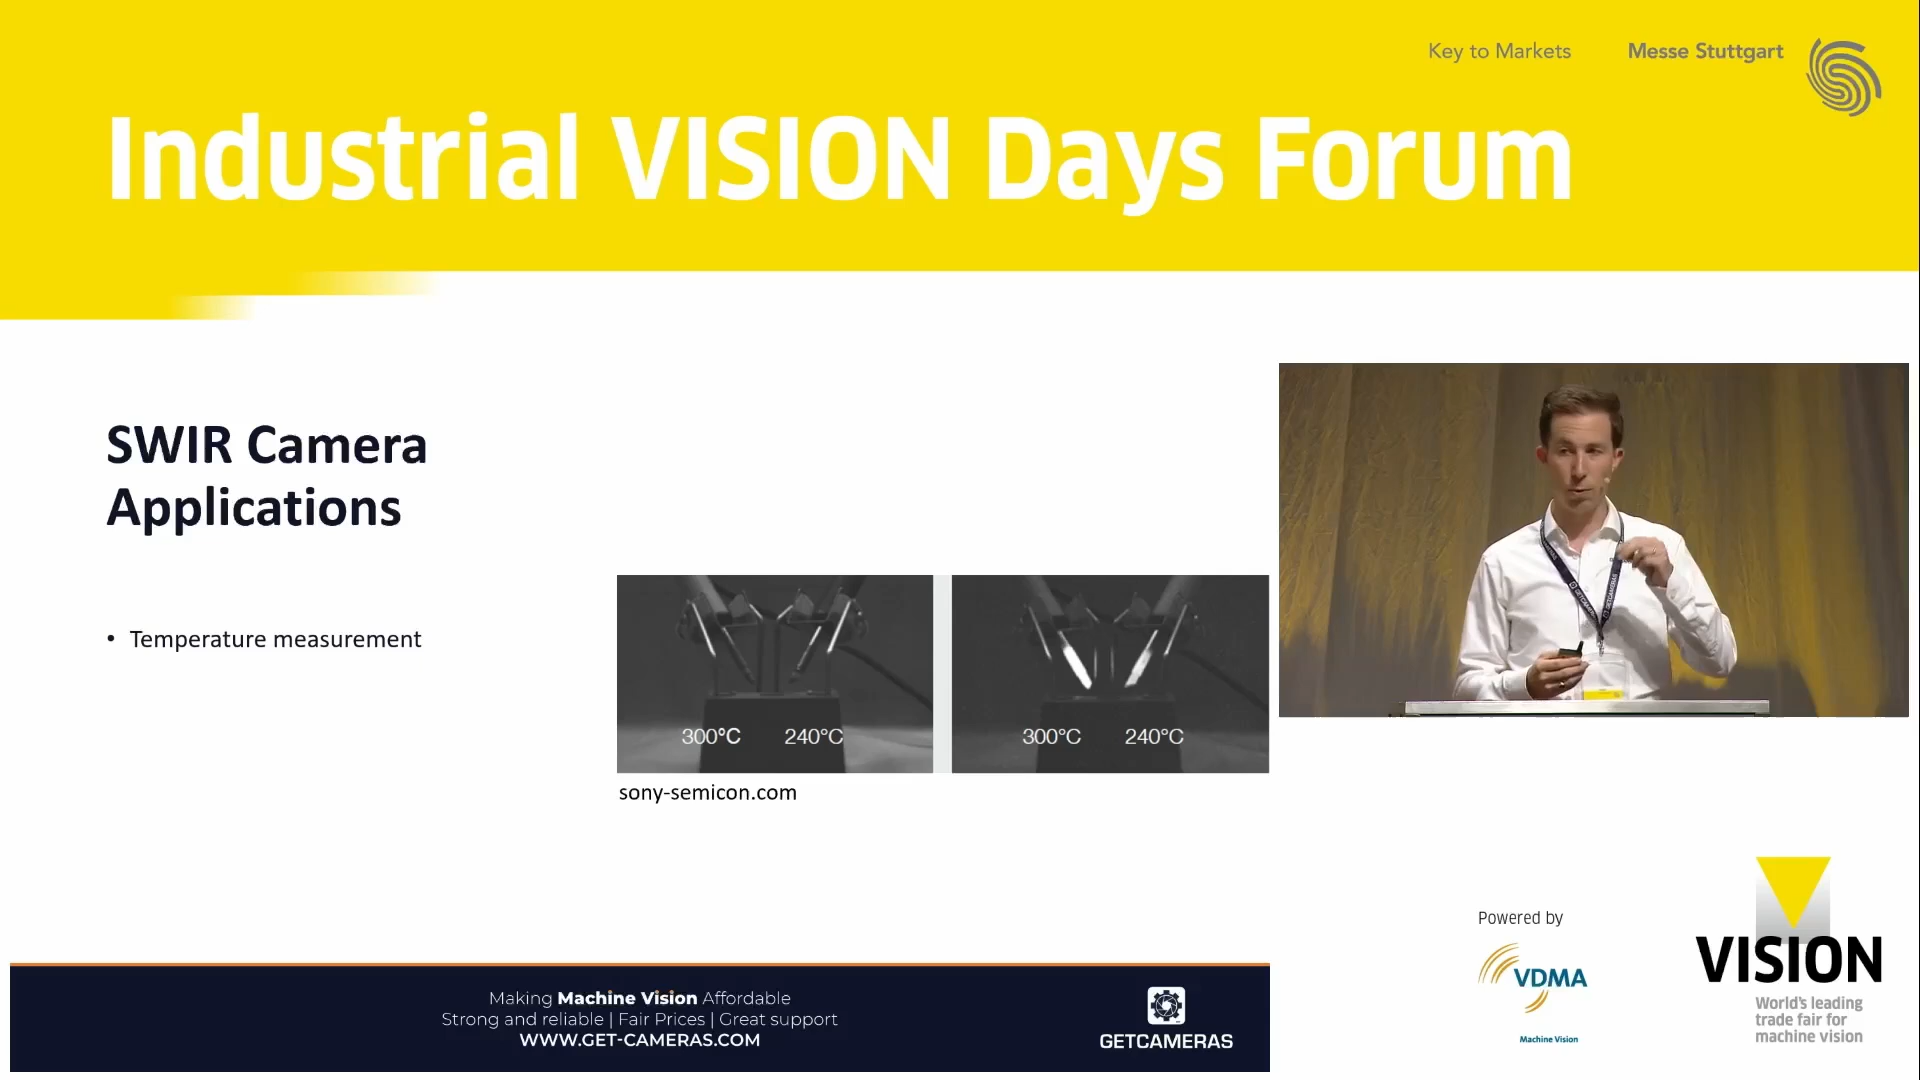 Key to Markets
Messe Stuttgart
Industrial VISION Days Forum
SWIR Camera
Applications
• Temperature measurement
300°C 240°C
300°C 240°C
sony-semicon.com
Making Machine Vision Affordable
Strong and reliable | Fair Prices | Great support
WWW.GET-CAMERAS.COM
GETCAMERAS
Powered by
VDMA
Machine Vision
VISION
World's leading
trade fair for
machine vision